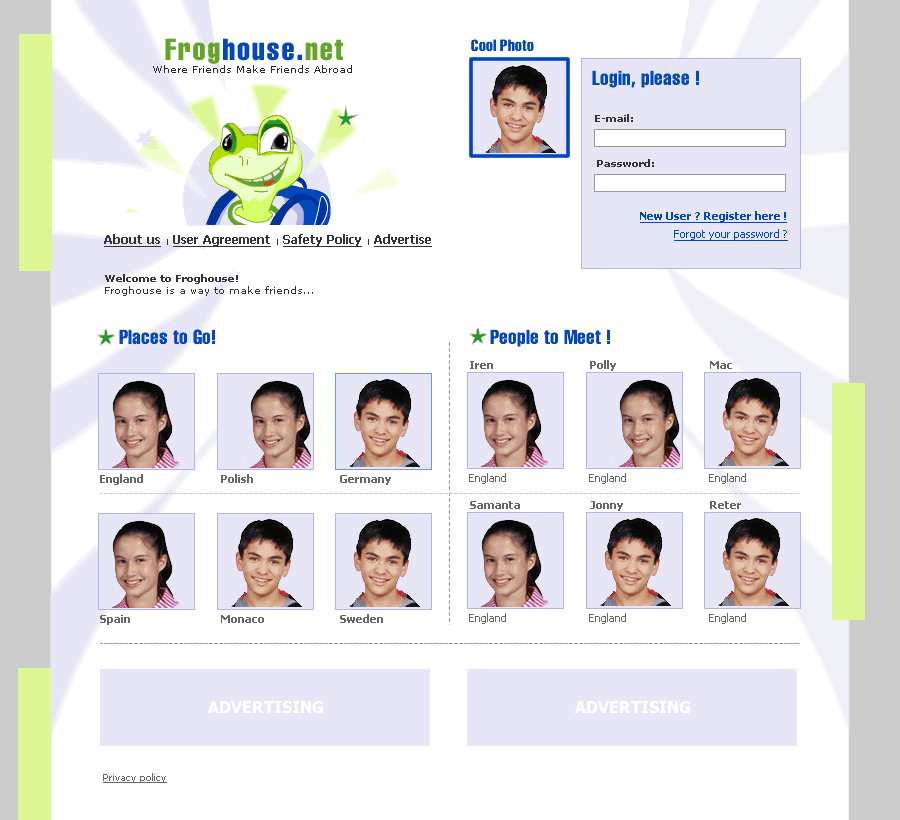 Froghouse.net
Where Friends Make Friends Abroad
Cool Photo
Login, please !
E-mail:
Password:
New User ? Register here !
Forgot your password ?
About us User Agreement Safety Policy Advertise
Welcome to Froghouse!
Froghouse is a way to make friends...
Places to Go!
England Polish Germany
Spain Monaco Sweden
People to Meet !
Iren Polly Mac
England England England
Samanta Jonny Reter
England England England
ADVERTISING ADVERTISING
Privacy policy